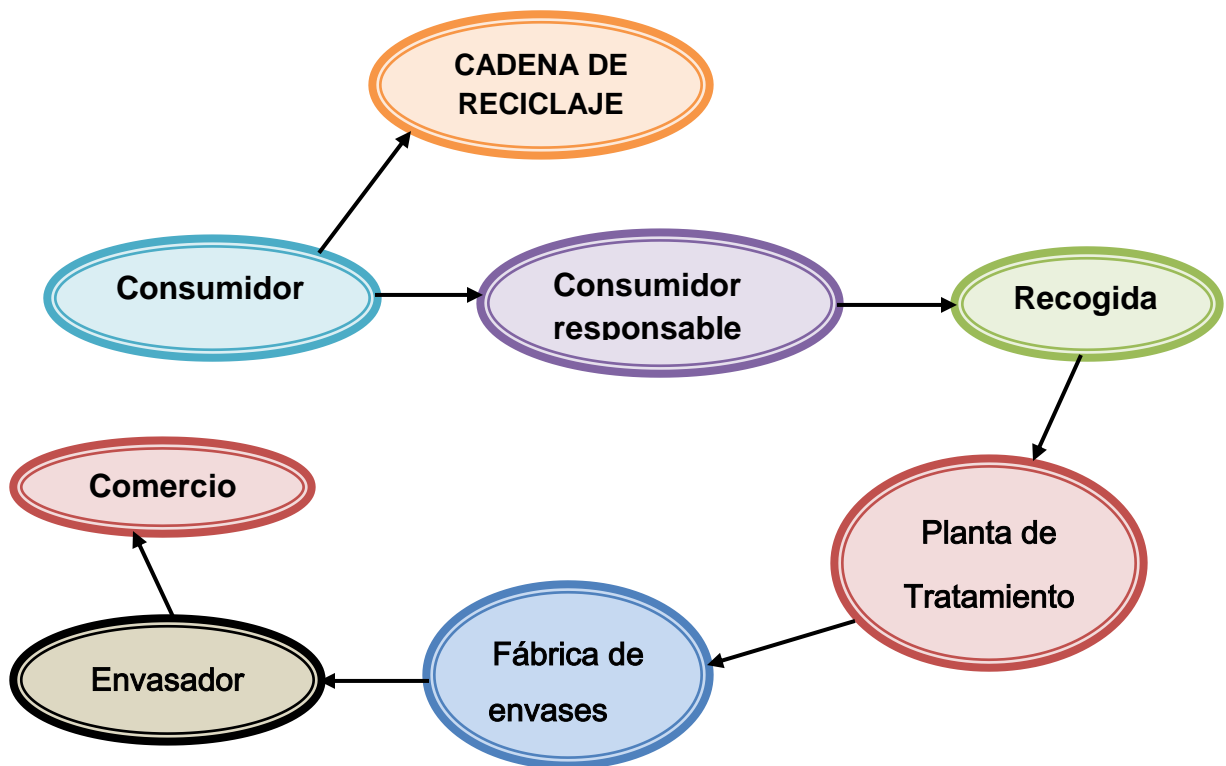 CADENA DE
RECICLAJE
Consumidor
Consumidor
responsable
Recogida
Comercio
Planta de
Tratamiento
Fábrica de
envases
Envasador